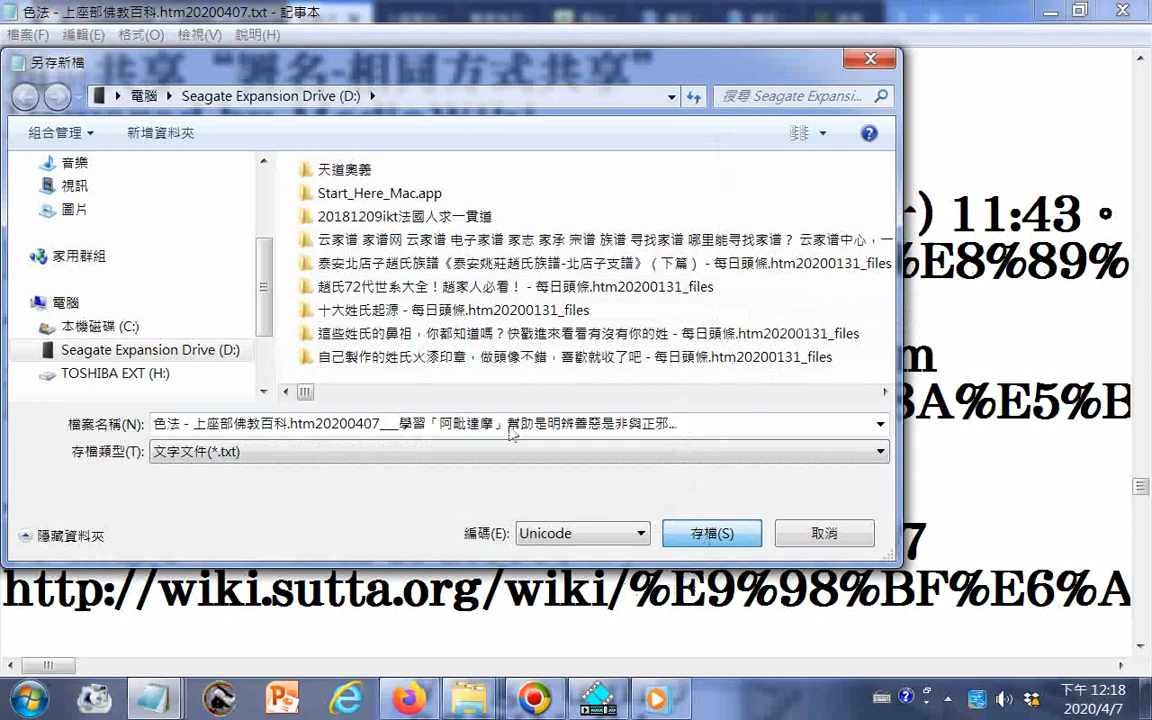 色法 - 上座部佛教百科.htm20200407.txt - 記事本
檔案(F) 編輯(E) 格式(O) 檢視(V) 說明(H)
共享“署名-相同方式共享”
另存新檔
電腦 Seagate Expansion Drive (D:) 搜尋 Seagate Expansi...
組合管理 新增資料夾
音樂
視訊
圖片
家用群組
電腦
本機磁碟 (C:)
Seagate Expansion Drive (D:)
TOSHIBA EXT (H:)
天道奧義
Start_Here_Mac.app
20181209ikt法國人求一貫道
云家谱 家谱网 云家谱 电子家谱 家志 家承 宗谱 族谱 寻找家谱 哪里能寻找家谱？ 云家谱中心，一
泰安北店子趙氏族譜《泰安姚莊趙氏族譜-北店子支譜》（下篇） - 每日頭條.htm20200131_files
趙氏72代世系大全！趙家人必看！ - 每日頭條.htm20200131_files
十大姓氏起源 - 每日頭條.htm20200131_files
這些姓氏的鼻祖，你都知道嗎？快戳進來看看有沒有你的姓 - 每日頭條.htm20200131_files
自己製作的姓氏火漆印章，做頭像不錯，喜歡就收了吧 - 每日頭條.htm20200131_files
檔案名稱(N): 色法 - 上座部佛教百科.htm20200407___學習「阿毗達摩」幫助是明辨善惡是非與正邪...
存檔類型(T): 文字文件(*.txt)
隱藏資料夾 編碼(E): Unicode 存檔(S) 取消
) 11:43。
%E8%89%
m
3A%E5%B
7
http://wiki.sutta.org/wiki/%E9%98%BF%E6%A
下午 12:18
2020/4/7